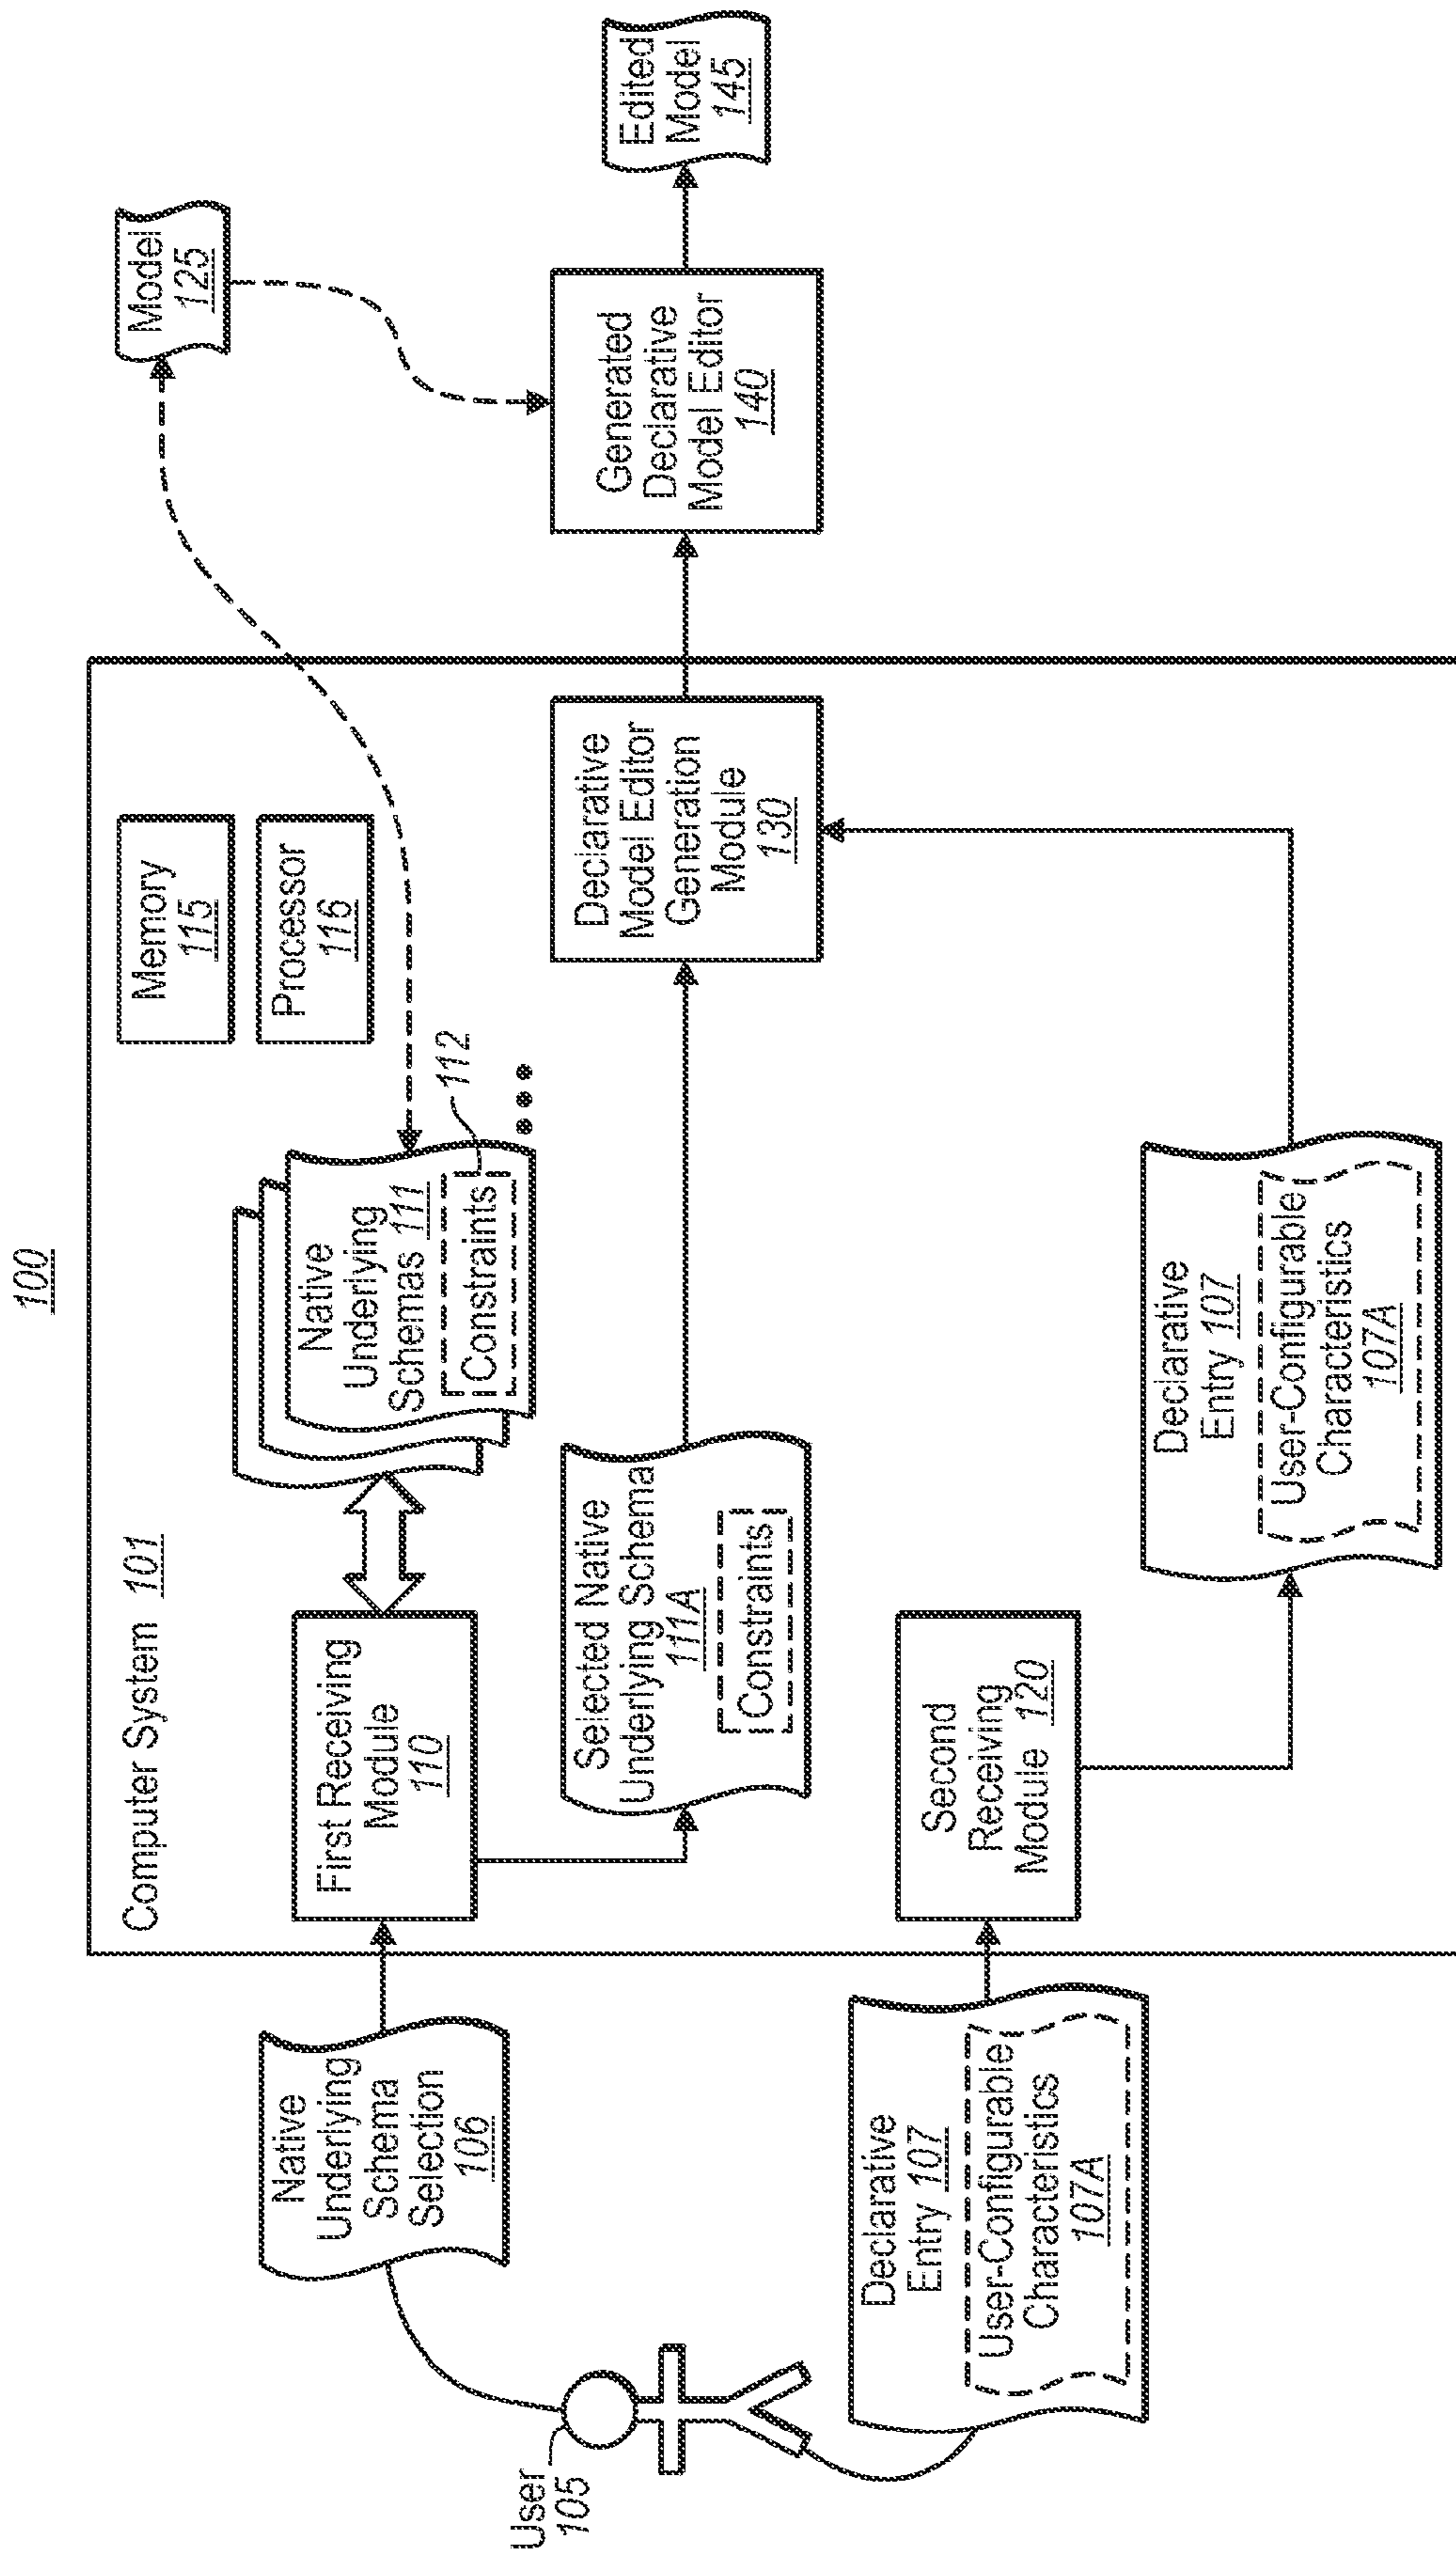 100
Computer System 101
User
105
Native
Underlying
Schema
Selection
106
Declarative
Entry 107
User-Configurable
Characteristics
107A
First Receiving
Module
110
Native
Underlying
Schemas 111
Constraints
112
Selected Native
Underlying Schema
111A
Constraints
Second
Receiving
Module 120
Declarative
Entry 107
User-Configurable
Characteristics
107A
Memory
115
Processor
116
Declarative
Model Editor
Generation
Module
130
Model
125
Generated
Declarative
Model Editor
140
Edited
Model
145